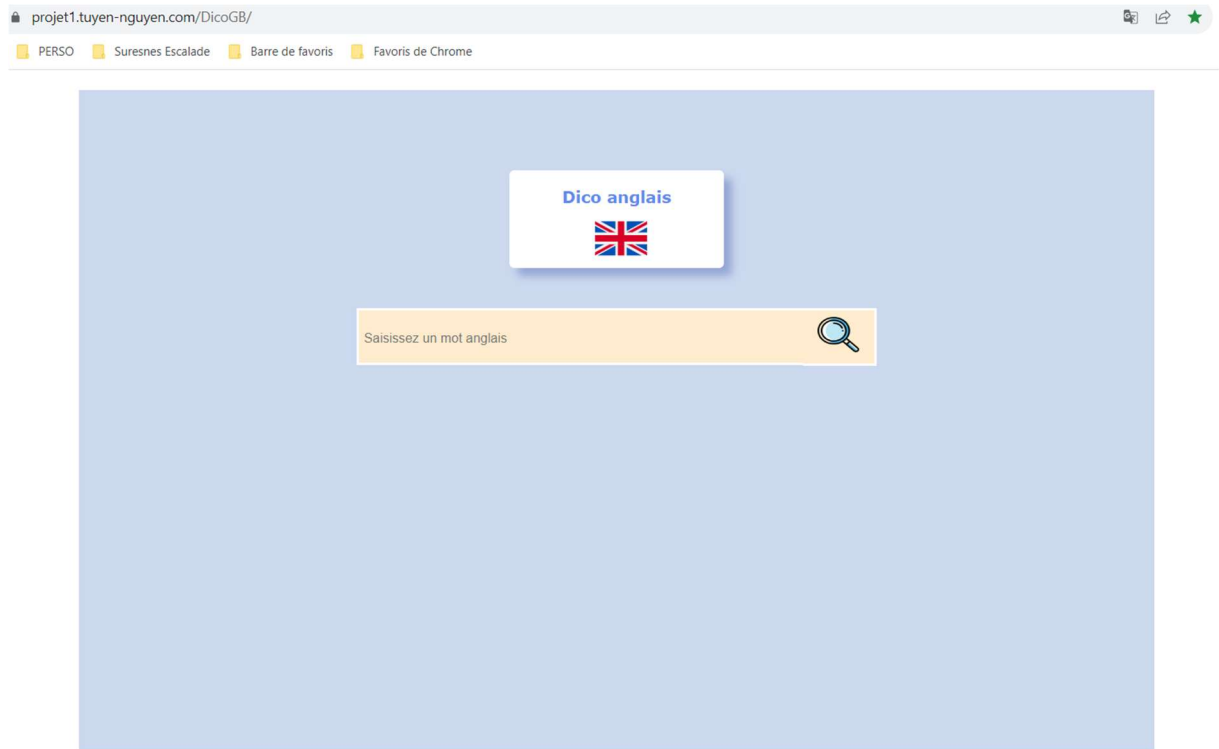 projet1.tuyen-nguyen.com/DicoGB/
PERSO Suresnes Escalade Barre de favoris Favoris de Chrome
Dico anglais
Saisissez un mot anglais